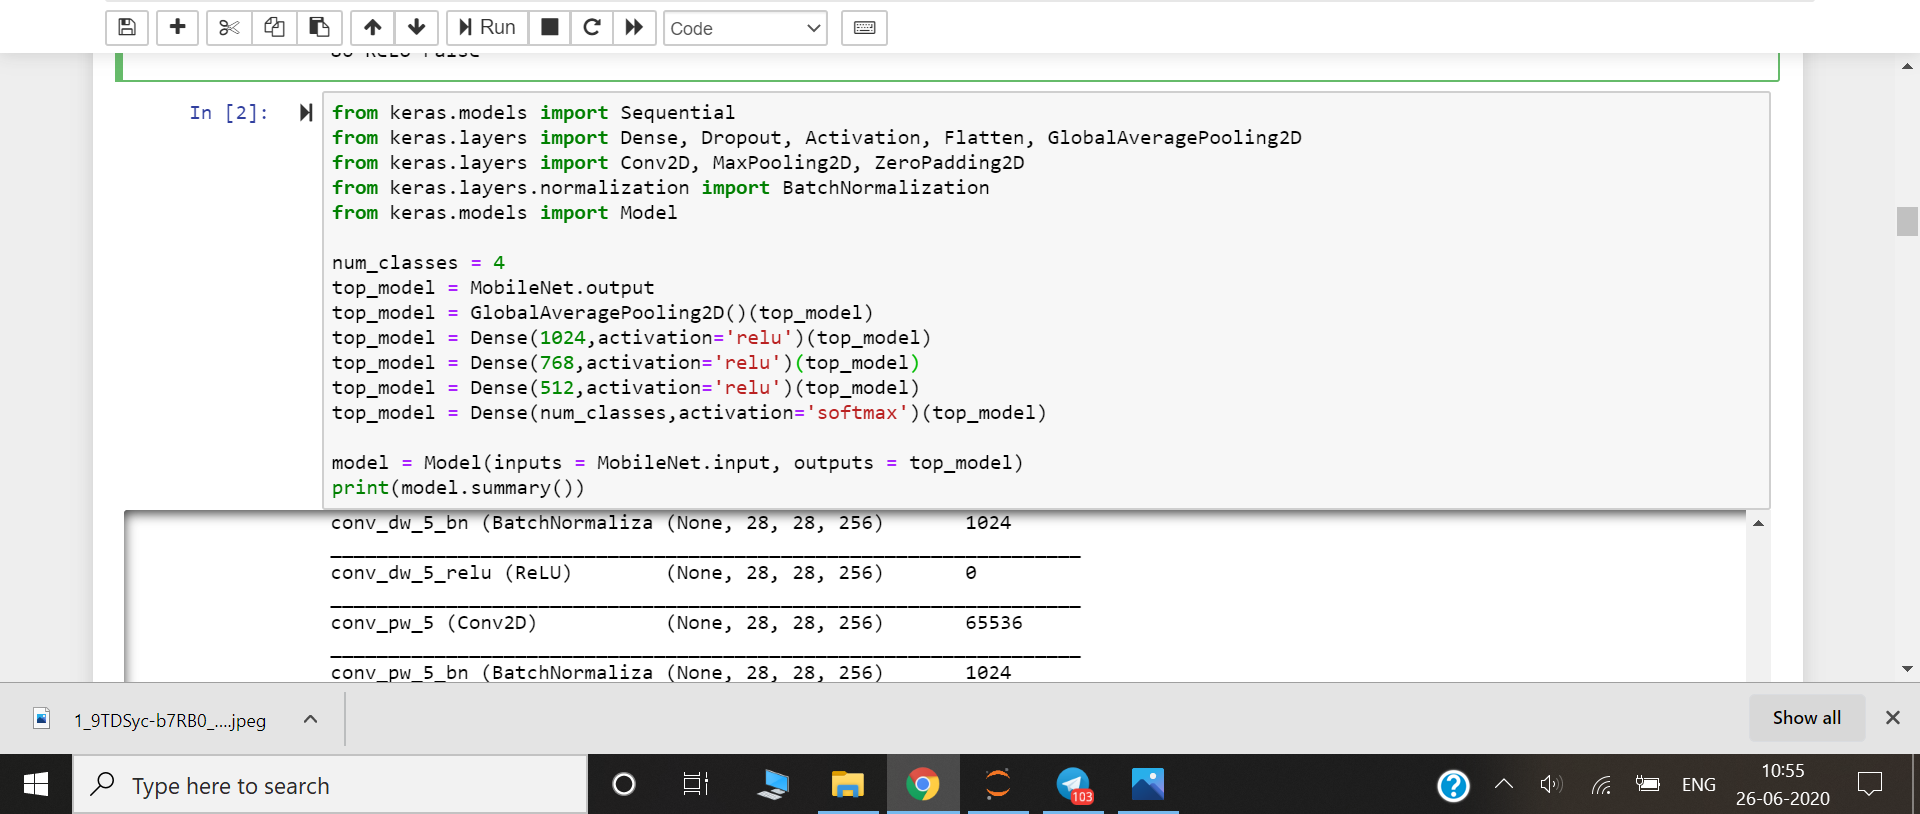 Run
Code
80 ReLU False
In [2]:
from keras.models import Sequential
from keras.layers import Dense, Dropout, Activation, Flatten, GlobalAveragePooling2D
from keras.layers import Conv2D, MaxPooling2D, ZeroPadding2D
from keras.layers.normalization import BatchNormalization
from keras.models import Model
num_classes = 4
top_model = MobileNet.output
top_model = GlobalAveragePooling2D()(top_model)
top_model = Dense(1024,activation='relu')(top_model)
top_model = Dense(768,activation='relu')(top_model)
top_model = Dense(512,activation='relu')(top_model)
top_model = Dense(num_classes,activation='softmax')(top_model)
model = Model(inputs = MobileNet.input, outputs = top_model)
print(model.summary())
conv_dw_5_bn (BatchNormaliza (None, 28, 28, 256) 1024
conv_dw_5_relu (ReLU) (None, 28, 28, 256) 0
conv_pw_5 (Conv2D) (None, 28, 28, 256) 65536
conv_pw_5_bn (BatchNormaliza (None, 28, 28, 256) 1024
1_9TDSyc-b7RB0_....jpeg
Show all
Type here to search
103
ENG
10:55
26-06-2020